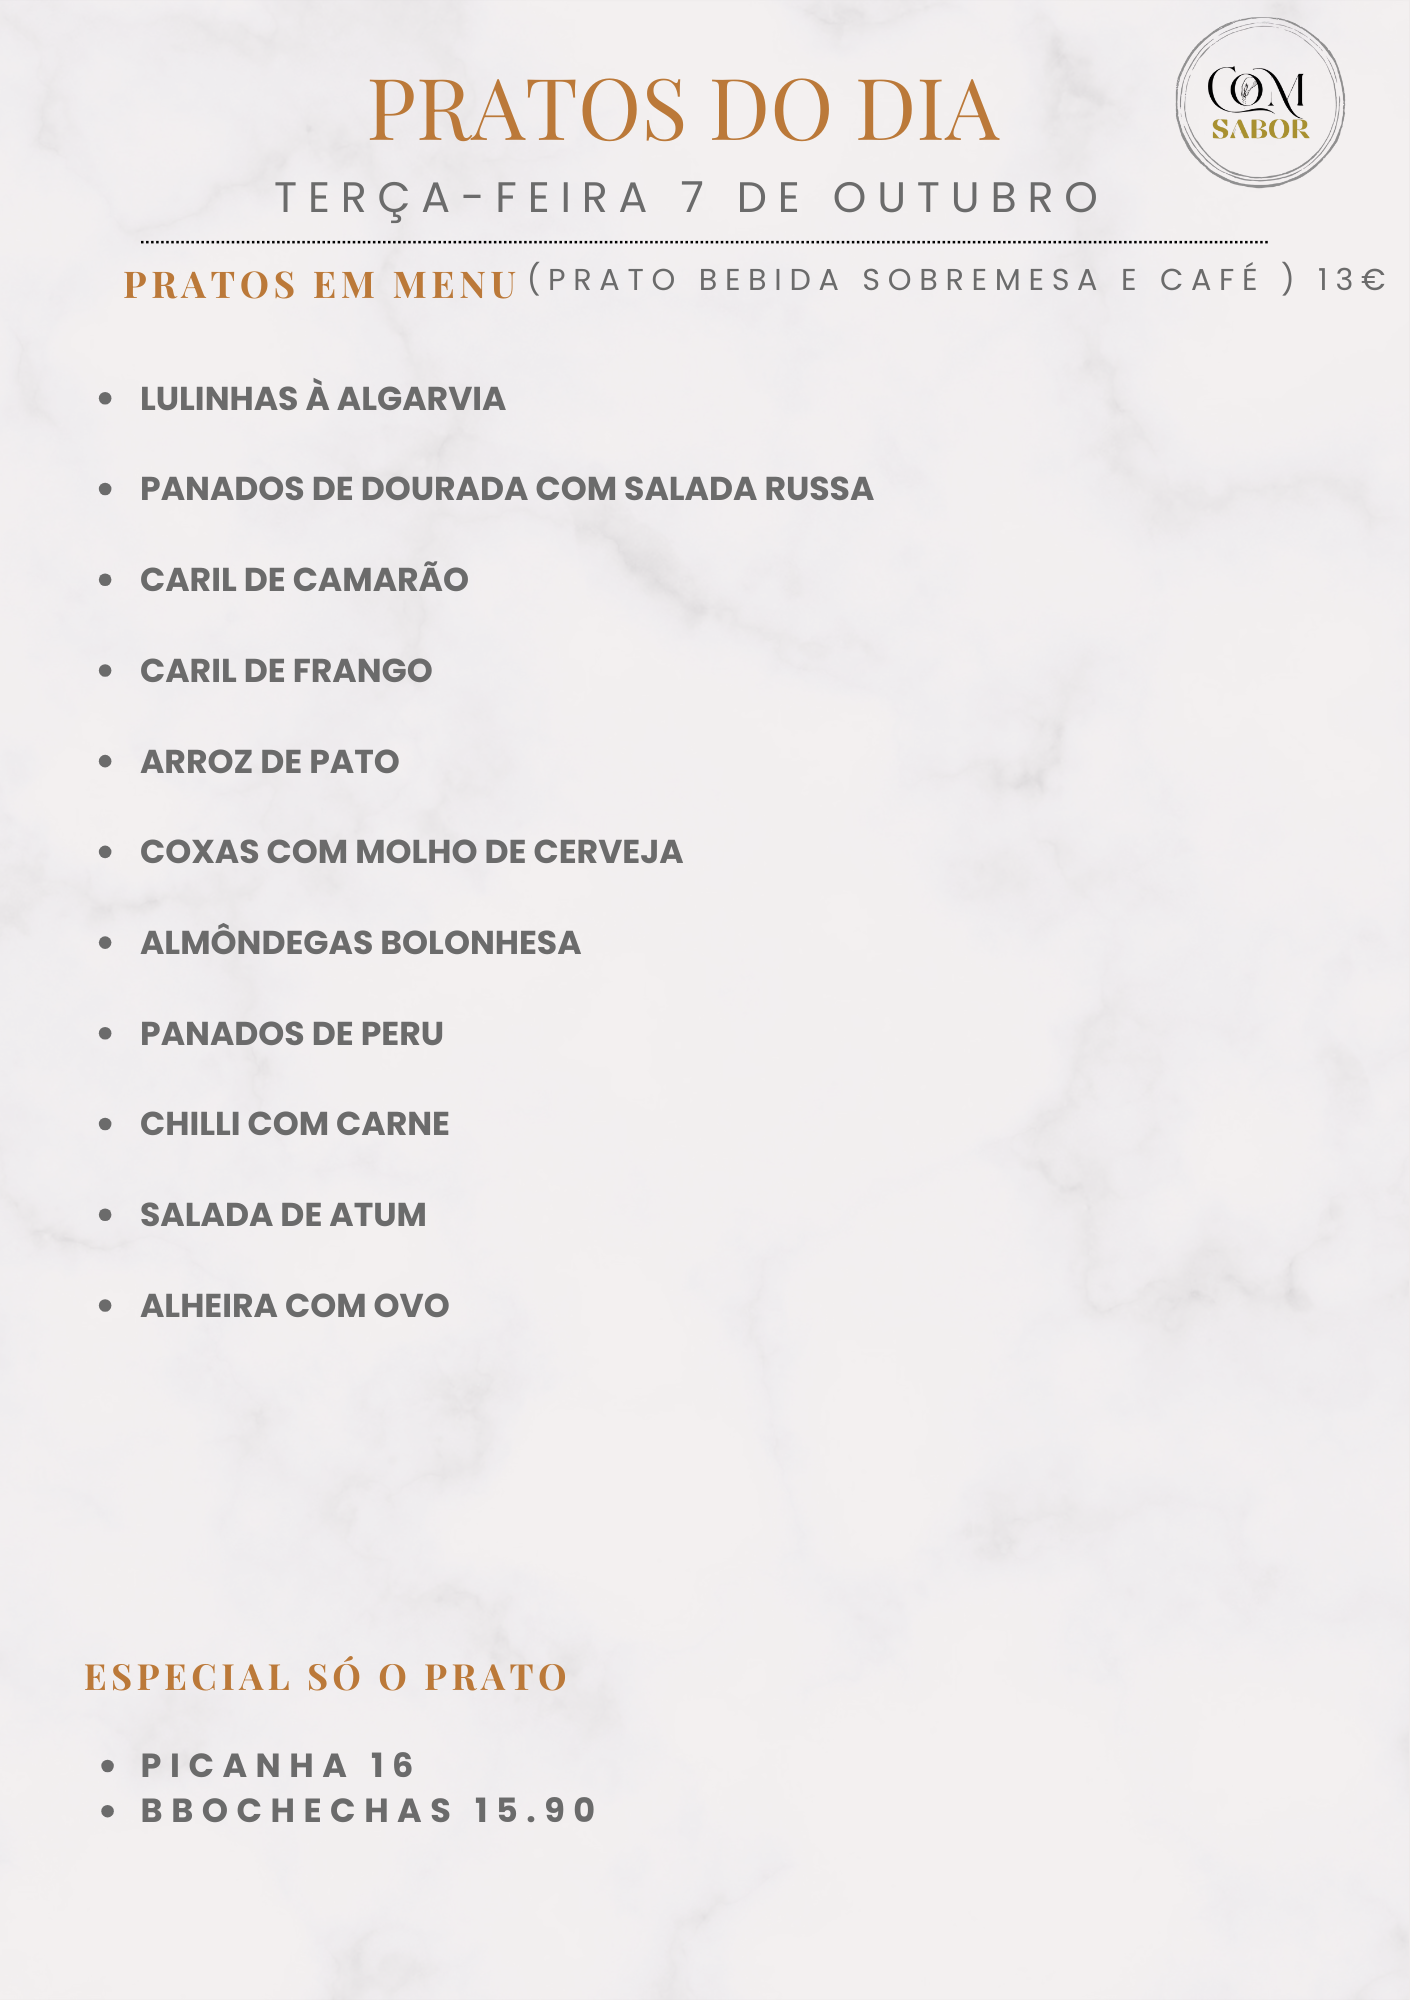 COM
SABOR
PRATOS DO DIA
TERÇA-FEIRA 7 DE OUTUBRO
PRATOS EM MENU (PRATO BEBIDA SOBREMESA E CAFÉ ) 13€
• LULINHAS À ALGARVIA
• PANADOS DE DOURADA COM SALADA RUSSA
• CARIL DE CAMARÃO
• CARIL DE FRANGO
• ARROZ DE PATO
• COXAS COM MOLHO DE CERVEJA
• ALMÔNDEGAS BOLONHESA
• PANADOS DE PERU
• CHILLI COM CARNE
• SALADA DE ATUM
• ALHEIRA COM OVO
ESPECIAL SÓ O PRATO
• PICANHA 16
• BBOCHECHAS 15.90